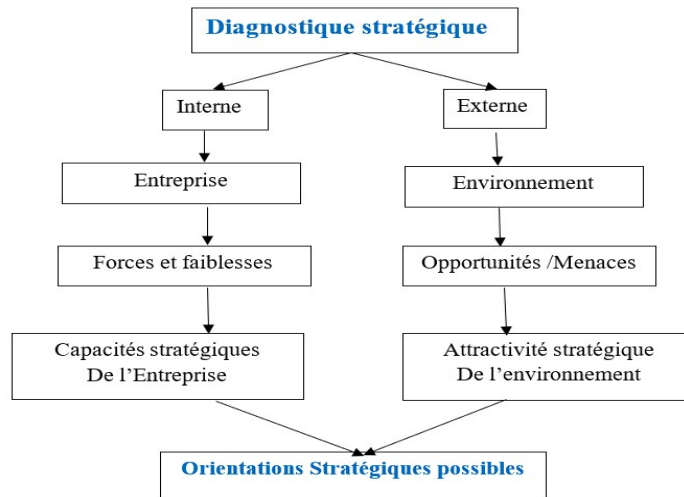 Diagnostique stratégique
Interne
Externe
Entreprise
Environnement
Forces et faiblesses
Opportunités /Menaces
Capacités stratégiques
De l’Entreprise
Attractivité stratégique
De l’environnement
Orientations Stratégiques possibles